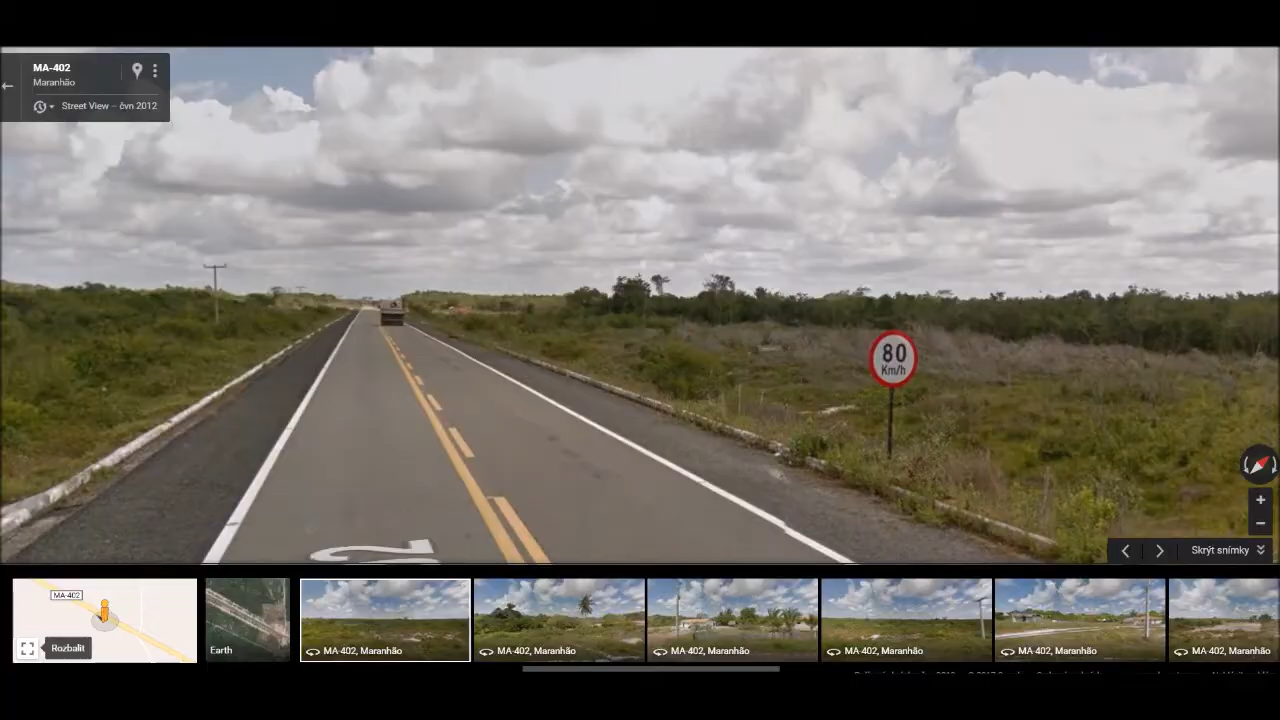 MA-402
Maranhão
Street View – čvn 2012
80
Km/h
Skrýt snímky
MA-402
Rozbalit
Earth
MA-402, Maranhão
MA-402, Maranhão
MA-402, Maranhão
MA-402, Maranhão
MA-402, Maranhão
MA-402, Maranhão